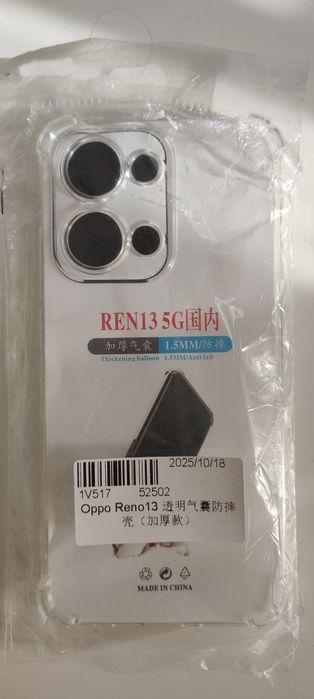 REN13 5G国内
加厚气囊 1.5MM/防摔
Thickening balloon 1.5MM/Anti fall
2025/10/18
1V517 52502
Oppo Reno13 透明气囊防摔
壳（加厚款）
MADE IN CHINA